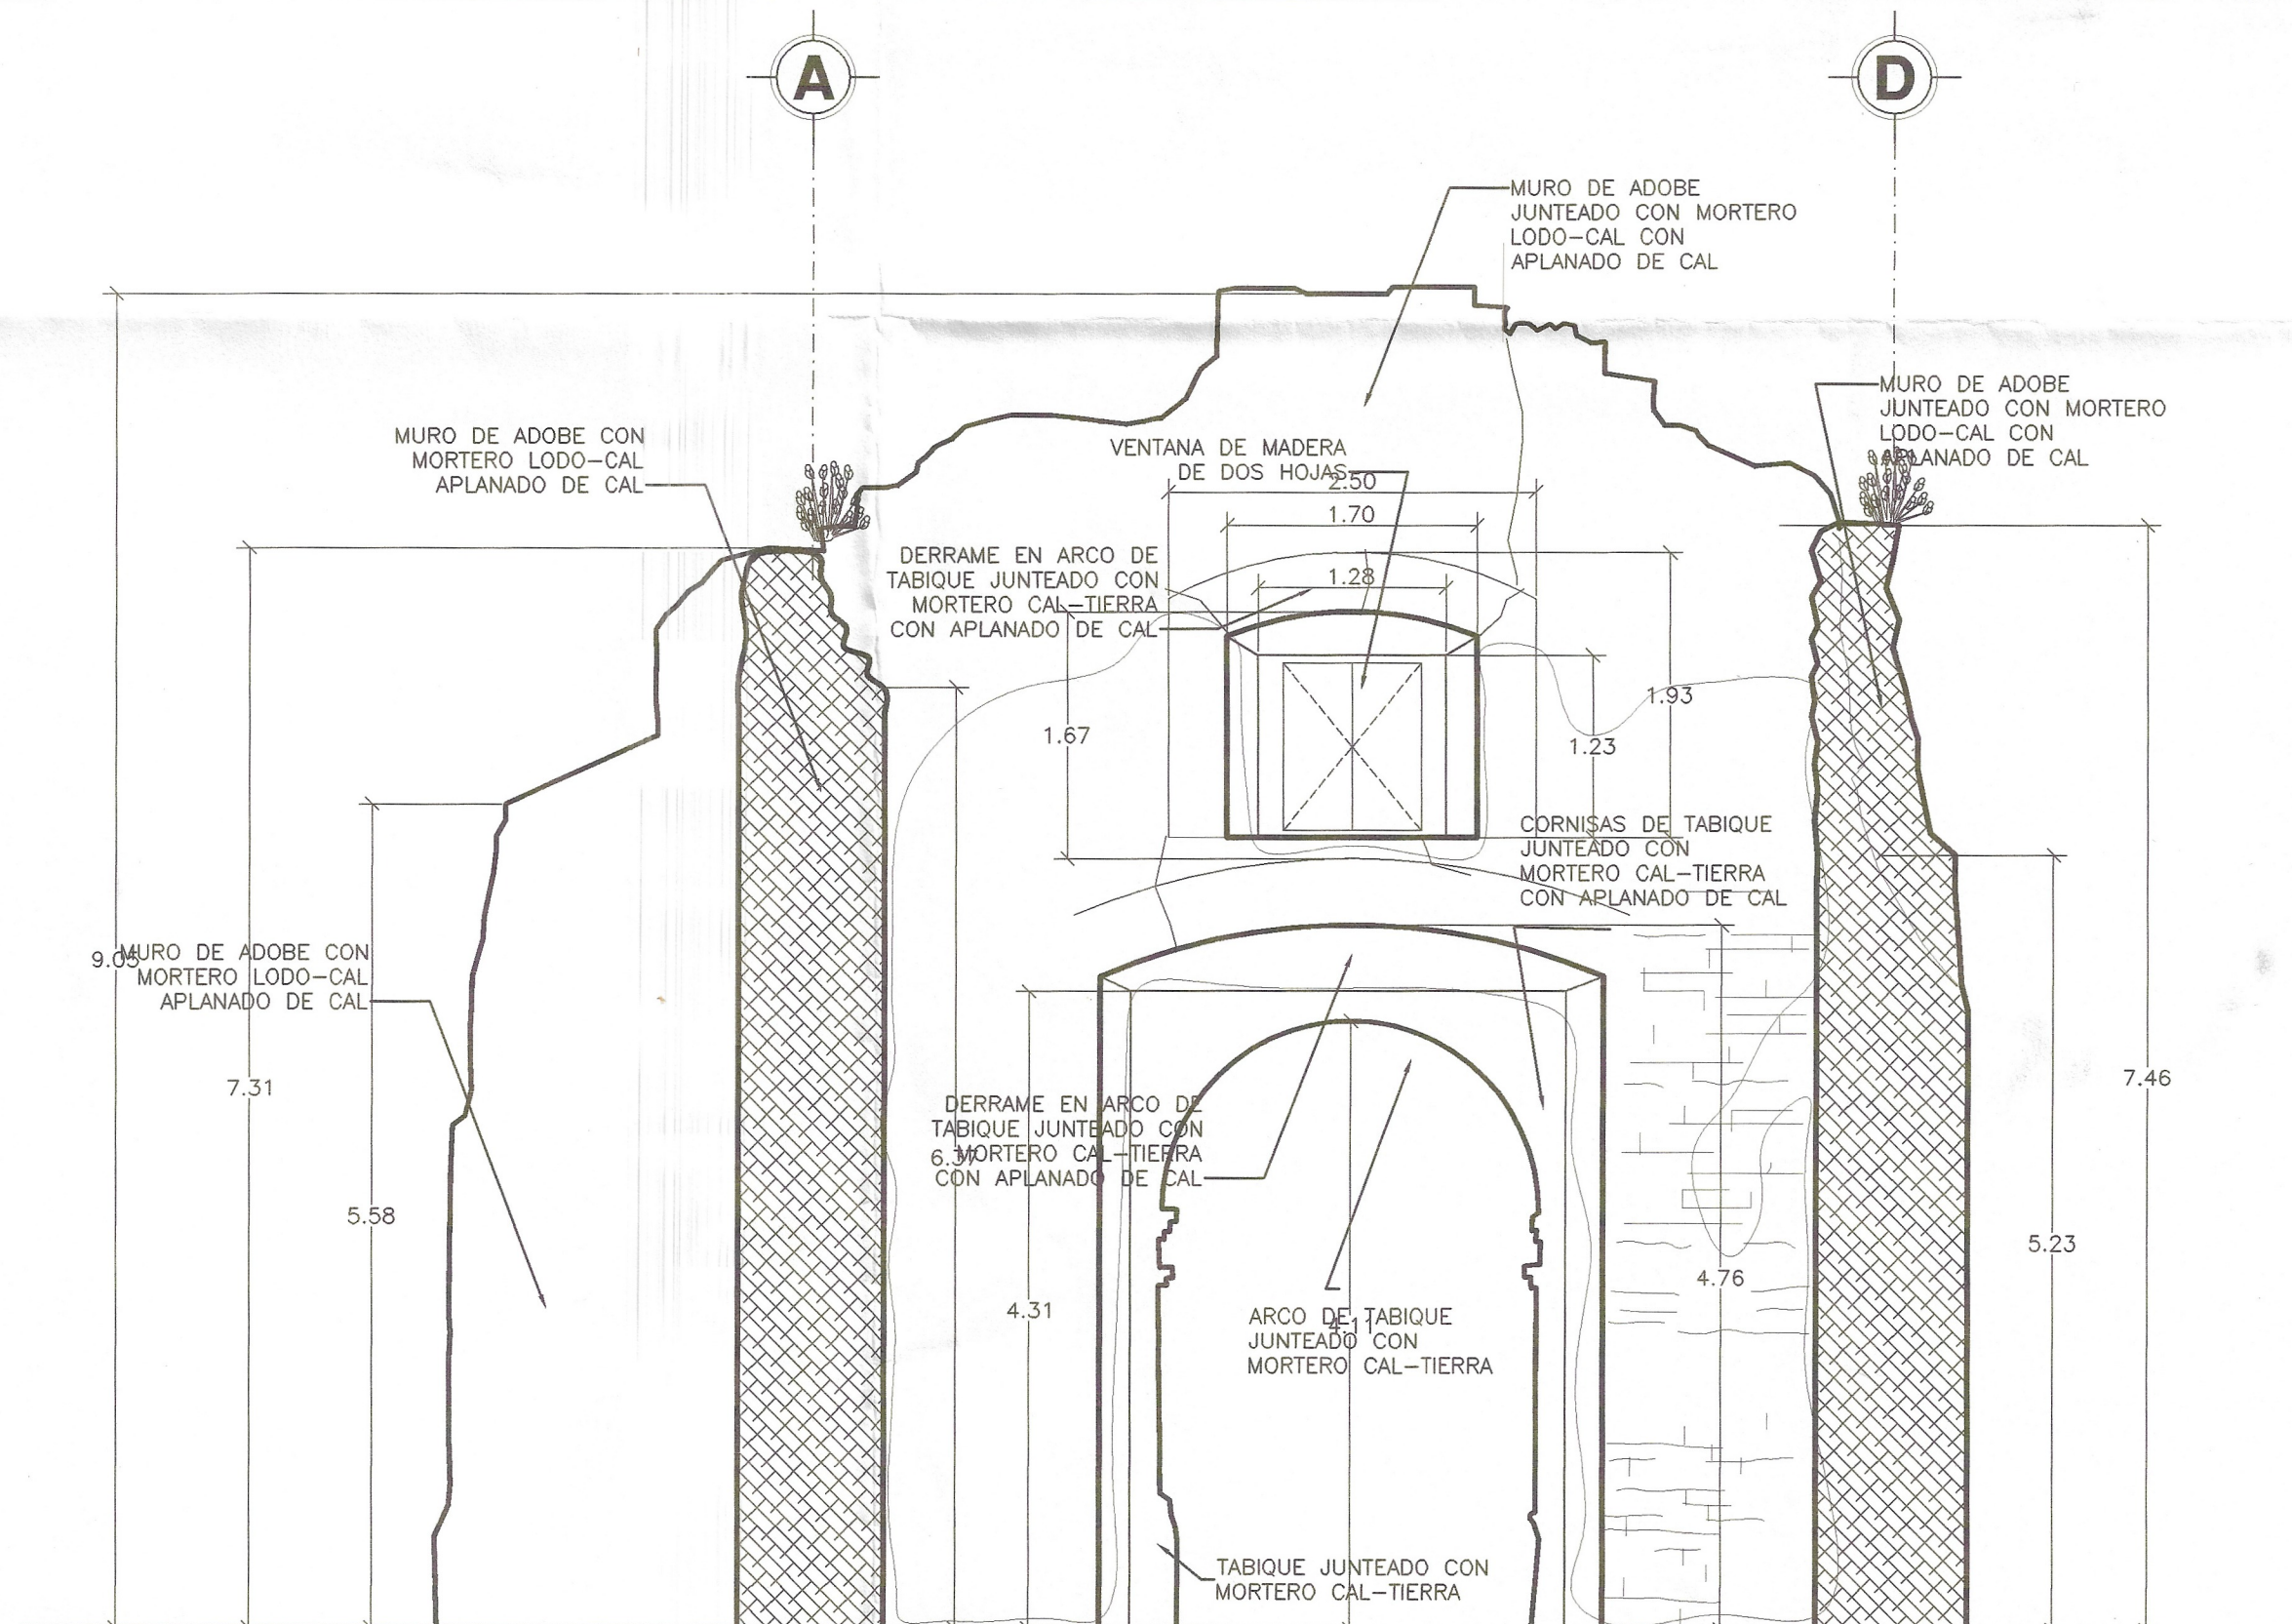 A
D
MURO DE ADOBE
JUNTEADO CON MORTERO
LODO-CAL CON
APLANADO DE CAL
MURO DE ADOBE
JUNTEADO CON MORTERO
LODO-CAL CON
APLANADO DE CAL
MURO DE ADOBE CON
MORTERO LODO-CAL
APLANADO DE CAL
VENTANA DE MADERA
DE DOS HOJAS
2.50
1.70
DERRAME EN ARCO DE
TABIQUE JUNTEADO CON
MORTERO CAL-TIERRA
CON APLANADO DE CAL
1.28
1.93
1.67
1.23
CORNISAS DE TABIQUE
JUNTEADO CON
MORTERO CAL-TIERRA
CON APLANADO DE CAL
9.05
MURO DE ADOBE CON
MORTERO LODO-CAL
APLANADO DE CAL
7.31
7.46
DERRAME EN ARCO DE
TABIQUE JUNTEADO CON
MORTERO CAL-TIERRA
CON APLANADO DE CAL
6.37
5.58
5.23
4.76
4.31
ARCO DE TABIQUE
JUNTEADO CON
MORTERO CAL-TIERRA
4.11
TABIQUE JUNTEADO CON
MORTERO CAL-TIERRA